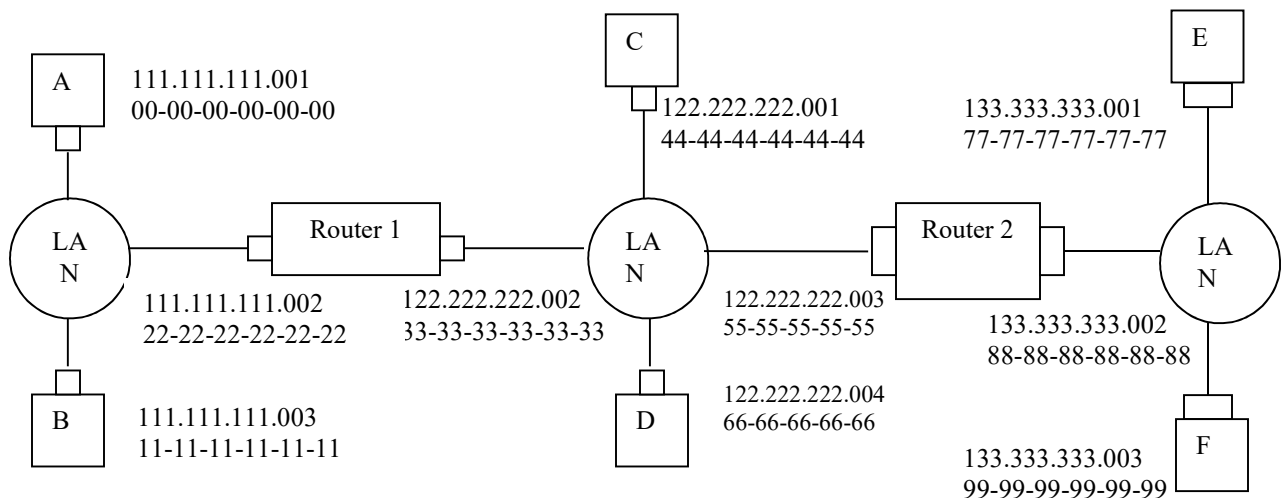 A
111.111.111.001
00-00-00-00-00-00
C
122.222.222.001
44-44-44-44-44-44
E
133.333.333.001
77-77-77-77-77-77
LA
N
Router 1
111.111.111.002
22-22-22-22-22-22
122.222.222.002
33-33-33-33-33-33
LA
N
Router 2
122.222.222.003
55-55-55-55-55
133.333.333.002
88-88-88-88-88-88
LA
N
B
111.111.111.003
11-11-11-11-11-11
D
122.222.222.004
66-66-66-66-66
F
133.333.333.003
99-99-99-99-99-99